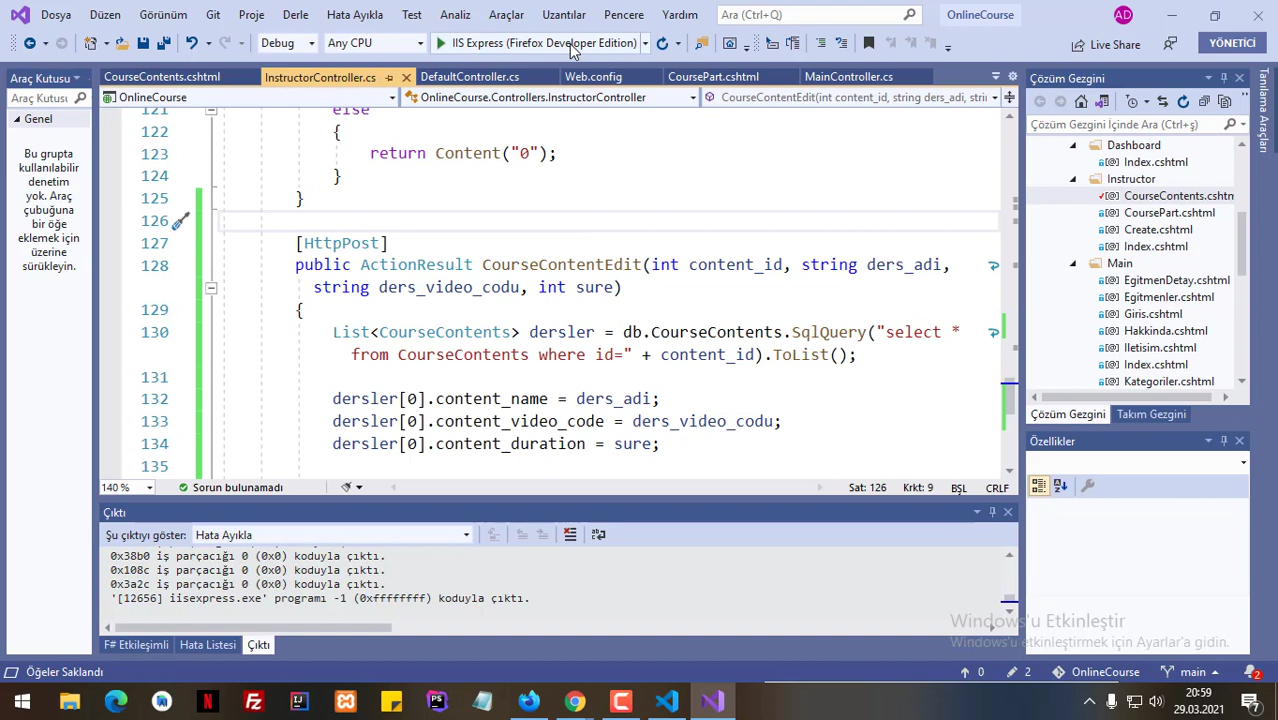 Dosya Düzen Görünüm Git Proje Derle Hata Ayıkla Test Analiz Araçlar Uzantılar Pencere Yardım Ara (Ctrl+Q) OnlineCourse AD
Debug Any CPU IIS Express (Firefox Developer Edition) Live Share YÖNETİCİ
Araç Kutusu CourseContents.cshtml InstructorController.cs DefaultController.cs Web.config CoursePart.cshtml MainController.cs Çözüm Gezgini
Araç Kutusu OnlineCourse OnlineCourse.Controllers.InstructorController CourseContentEdit(int content_id, string ders_adi, stri
Genel
Bu grupta
kullanılabilir
denetim
yok. Araç
çubuğuna
bir öğe
eklemek için
üzerine
sürükleyin.
121 else
122 {
123 return Content("0");
124 }
125 }
126
127 [HttpPost]
128 public ActionResult CourseContentEdit(int content_id, string ders_adi,
string ders_video_codu, int sure)
129 {
130 List<CourseContents> dersler = db.CourseContents.SqlQuery("select *
from CourseContents where id=" + content_id).ToList();
131
132 dersler[0].content_name = ders_adi;
133 dersler[0].content_video_code = ders_video_codu;
134 dersler[0].content_duration = sure;
135
140 % Sorun bulunamadı Sat: 126 Krkt: 9 BŞL CRLF
Çıktı
Şu çıktıyı göster: Hata Ayıkla
0x38b0 iş parçacığı 0 (0x0) koduyla çıktı.
0x108c iş parçacığı 0 (0x0) koduyla çıktı.
0x3a2c iş parçacığı 0 (0x0) koduyla çıktı.
'[12656] iisexpress.exe' programı -1 (0xffffffff) koduyla çıktı.
F# Etkileşimli Hata Listesi Çıktı
Çözüm Gezgini İçinde Ara (Ctrl+ş)
Dashboard
Index.cshtml
Instructor
CourseContents.cshtm
CoursePart.cshtml
Create.cshtml
Index.cshtml
Main
EgitmenDetay.cshtml
Egitmenler.cshtml
Giris.cshtml
Hakkinda.cshtml
Iletisim.cshtml
Index.cshtml
Kategoriler.cshtml
Çözüm Gezgini Takım Gezgini
Özellikler
Tanılama Araçları
Windows'u Etkinleştir
Windows'u etkinleştirmek için Ayarlar'a gidin.
Öğeler Saklandı 0 2 OnlineCourse main 2
20:59
29.03.2021
7